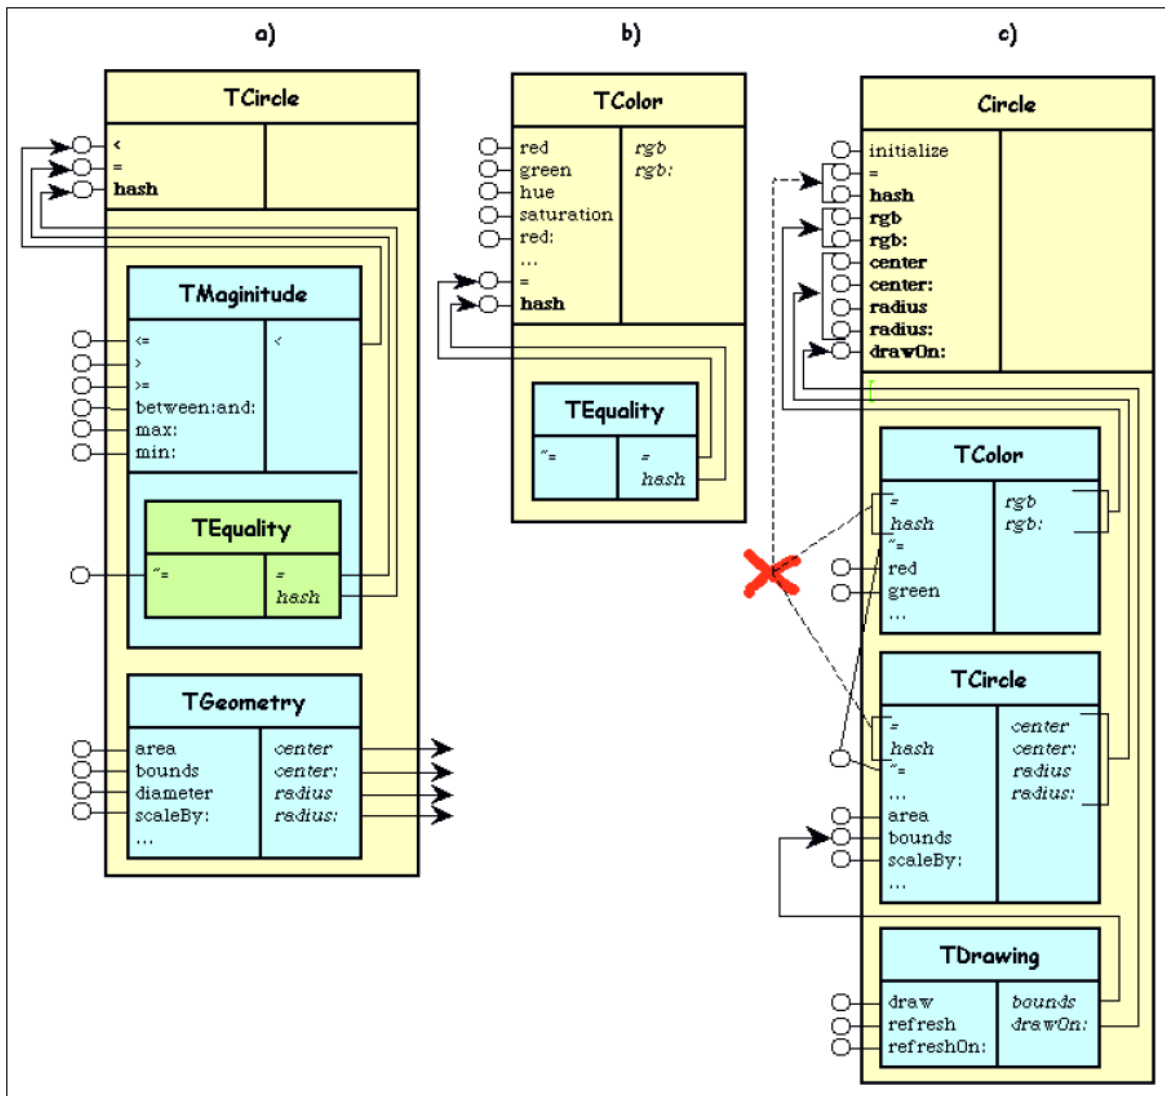 a)
b)
c)
TCircle
<
=
hash
TMaginitude
<= <
>
>=
between:and:
max:
min:
TEquality
~= =
hash
TGeometry
area center
bounds center:
diameter radius
scaleBy: radius:
...
TColor
red rgb
green rgb:
hue
saturation
red:
...
=
hash
TEquality
~= =
hash
Circle
initialize
=
hash
rgb
rgb:
center
center:
radius
radius:
drawOn:
[
TColor
= rgb
hash rgb:
~=
red
green
...
TCircle
= center
hash center:
~= radius
... radius:
area
bounds
scaleBy:
...
TDrawing
draw bounds
refresh drawOn:
refreshOn: